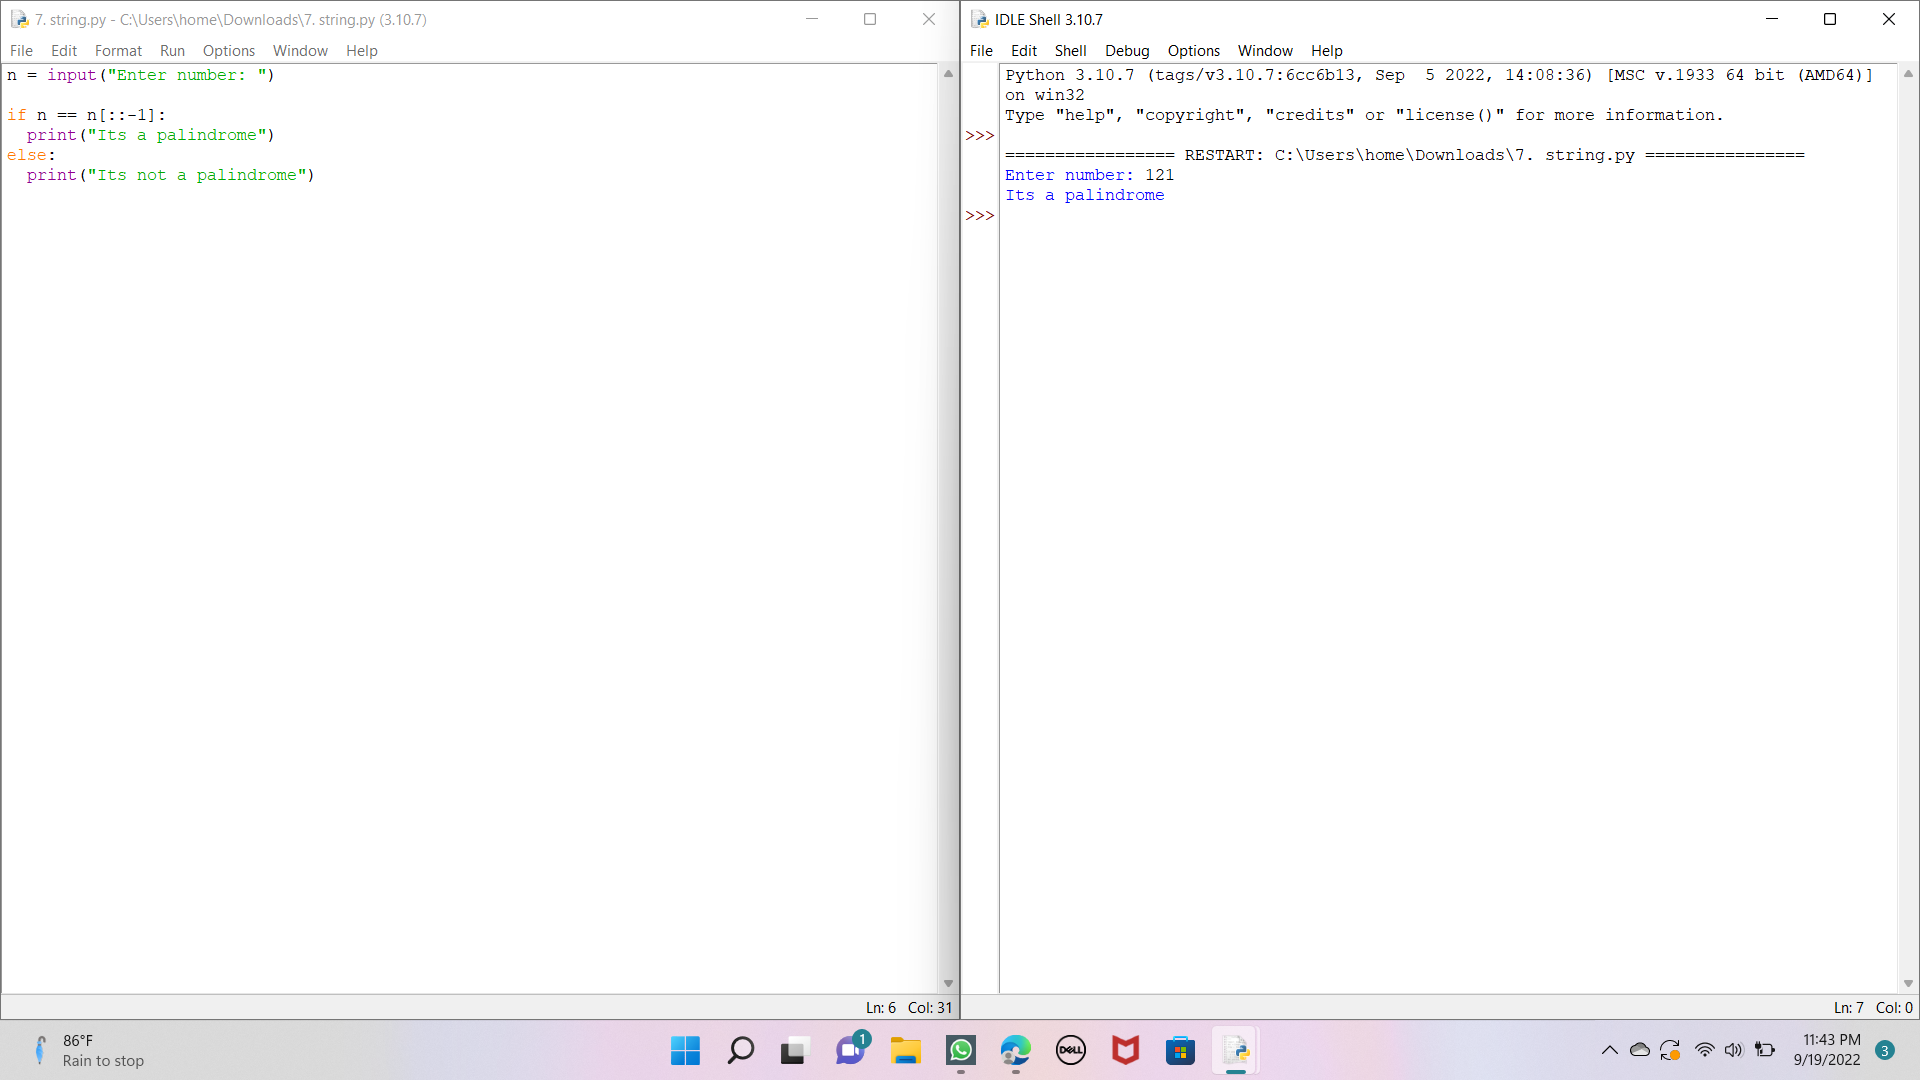 7. string.py - C:\Users\home\Downloads\7. string.py (3.10.7)
File Edit Format Run Options Window Help
n = input("Enter number: ")
if n == n[::-1]:
  print("Its a palindrome")
else:
  print("Its not a palindrome")
Ln: 6 Col: 31
IDLE Shell 3.10.7
File Edit Shell Debug Options Window Help
Python 3.10.7 (tags/v3.10.7:6cc6b13, Sep  5 2022, 14:08:36) [MSC v.1933 64 bit (AMD64)]
on win32
Type "help", "copyright", "credits" or "license()" for more information.
>>>
================= RESTART: C:\Users\home\Downloads\7. string.py ================
Enter number: 121
Its a palindrome
>>>
Ln: 7 Col: 0
86°F
Rain to stop
1
DELL
11:43 PM
9/19/2022
3